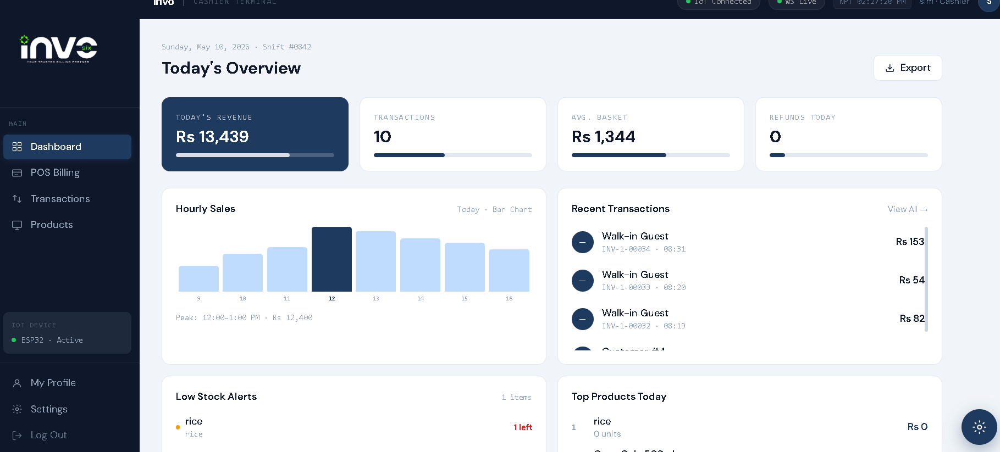 invo | CASHIER TERMINAL
IoT Connected
WS Live
NPT 02:27:20 PM
sim · Cashier
S
invo
six
YOUR TRUSTED BILLING PARTNER
MAIN
Dashboard
POS Billing
Transactions
Products
IOT DEVICE
ESP32 · Active
My Profile
Settings
Log Out
Sunday, May 10, 2026 · Shift #0842
Today's Overview
Export
TODAY'S REVENUE
Rs 13,439
TRANSACTIONS
10
AVG. BASKET
Rs 1,344
REFUNDS TODAY
0
Hourly Sales
Today · Bar Chart
9 10 11 12 13 14 15 16
Peak: 12:00–1:00 PM · Rs 12,400
Recent Transactions
View All →
Walk-in Guest
INV-1-00034 · 08:31
Rs 153
Walk-in Guest
INV-1-00033 · 08:20
Rs 54
Walk-in Guest
INV-1-00032 · 08:19
Rs 82
Customer #4
Low Stock Alerts
1 items
rice
rice
1 left
Top Products Today
1
rice
0 units
Rs 0